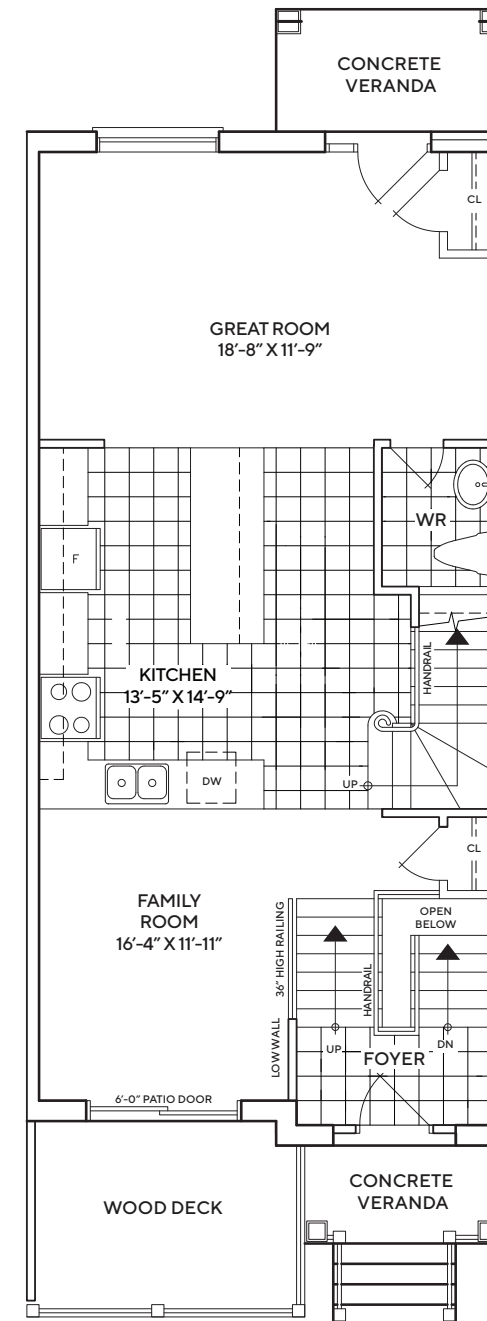 CONCRETE
VERANDA
CL
GREAT ROOM
18'-8" X 11'-9"
WR
F
HANDRAIL
KITCHEN
13'-5" X 14'-9"
DW
UP
CL
FAMILY
ROOM
16'-4" X 11'-11"
36" HIGH RAILING
OPEN
BELOW
HANDRAIL
LOW WALL
UP
DN
FOYER
6'-0" PATIO DOOR
WOOD DECK
CONCRETE
VERANDA